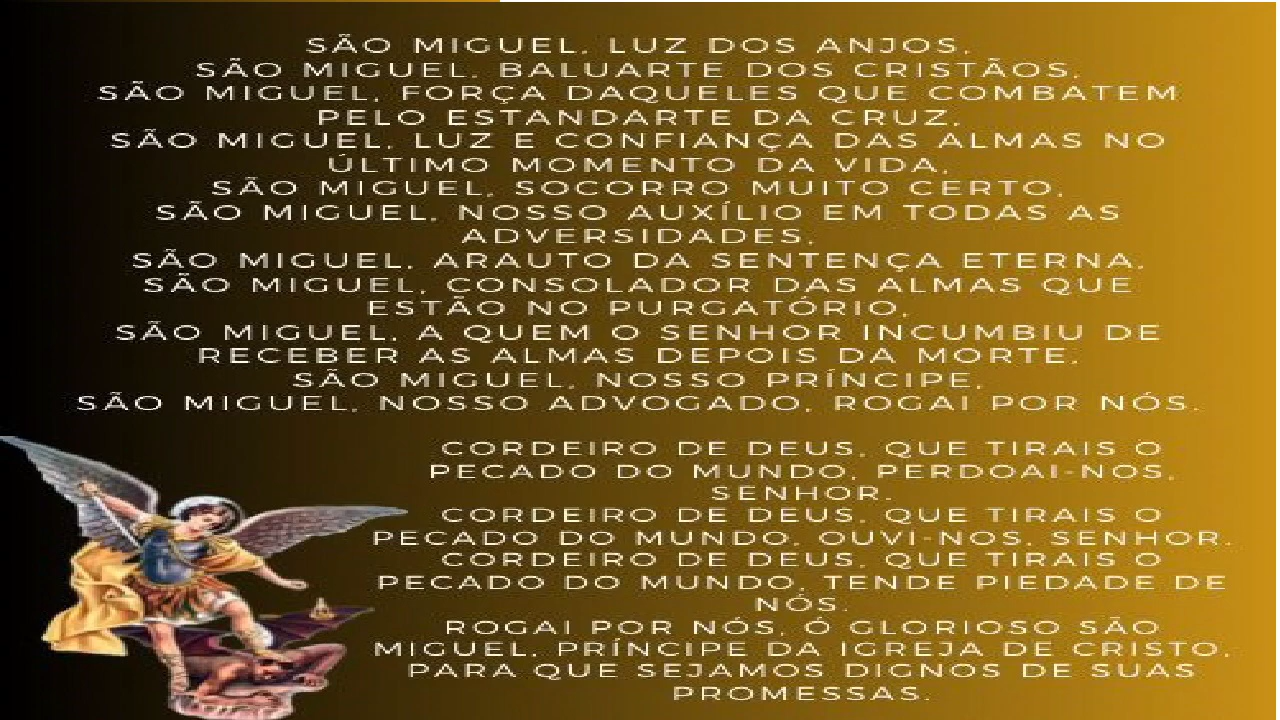 SÃO MIGUEL, LUZ DOS ANJOS,
SÃO MIGUEL, BALUARTE DOS CRISTÃOS,
SÃO MIGUEL, FORÇA DAQUELES QUE COMBATEM
PELO ESTANDARTE DA CRUZ,
SÃO MIGUEL, LUZ E CONFIANÇA DAS ALMAS NO
ÚLTIMO MOMENTO DA VIDA,
SÃO MIGUEL, SOCORRO MUITO CERTO,
SÃO MIGUEL, NOSSO AUXÍLIO EM TODAS AS
ADVERSIDADES,
SÃO MIGUEL, ARAUTO DA SENTENÇA ETERNA,
SÃO MIGUEL, CONSOLADOR DAS ALMAS QUE
ESTÃO NO PURGATÓRIO,
SÃO MIGUEL, A QUEM O SENHOR INCUMBIU DE
RECEBER AS ALMAS DEPOIS DA MORTE,
SÃO MIGUEL, NOSSO PRÍNCIPE,
SÃO MIGUEL, NOSSO ADVOGADO, ROGAI POR NÓS.
CORDEIRO DE DEUS, QUE TIRAIS O
PECADO DO MUNDO, PERDOAI-NOS,
SENHOR.
CORDEIRO DE DEUS, QUE TIRAIS O
PECADO DO MUNDO, OUVI-NOS, SENHOR.
CORDEIRO DE DEUS, QUE TIRAIS O
PECADO DO MUNDO, TENDE PIEDADE DE
NÓS.
ROGAI POR NÓS, Ó GLORIOSO SÃO
MIGUEL, PRÍNCIPE DA IGREJA DE CRISTO,
PARA QUE SEJAMOS DIGNOS DE SUAS
PROMESSAS.